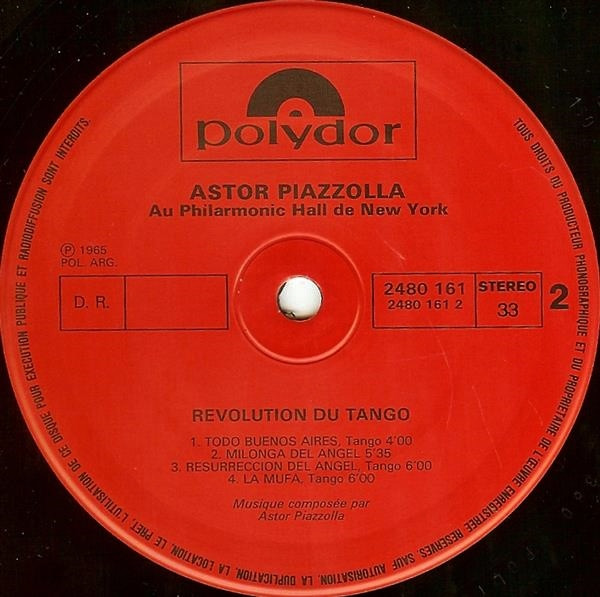 polydor
ASTOR PIAZZOLLA
Au Philarmonic Hall de New York
Ⓟ 1965
POL. ARG.
D. R.
2480 161
2480 161 2
STEREO
33
2
REVOLUTION DU TANGO
1. TODO BUENOS AIRES, Tango 4'00
2. MILONGA DEL ANGEL 5'35
3. RESURRECCION DEL ANGEL, Tango 6'00
4. LA MUFA, Tango 6'00
Musique composée par
Astor Piazzolla
TOUS DROITS DU PRODUCTEUR PHONOGRAPHIQUE ET DU PROPRIETAIRE DE L'ŒUVRE ENREGISTREE RESERVES. SAUF AUTORISATION, LA DUPLICATION, LA LOCATION, LE PRET, L'UTILISATION DE CE DISQUE POUR EXECUTION PUBLIQUE ET RADIODIFFUSION SONT INTERDITS.